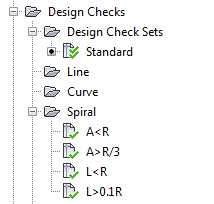 Design Checks
Design Check Sets
Standard
Line
Curve
Spiral
A<R
A>R/3
L<R
L>0.1R